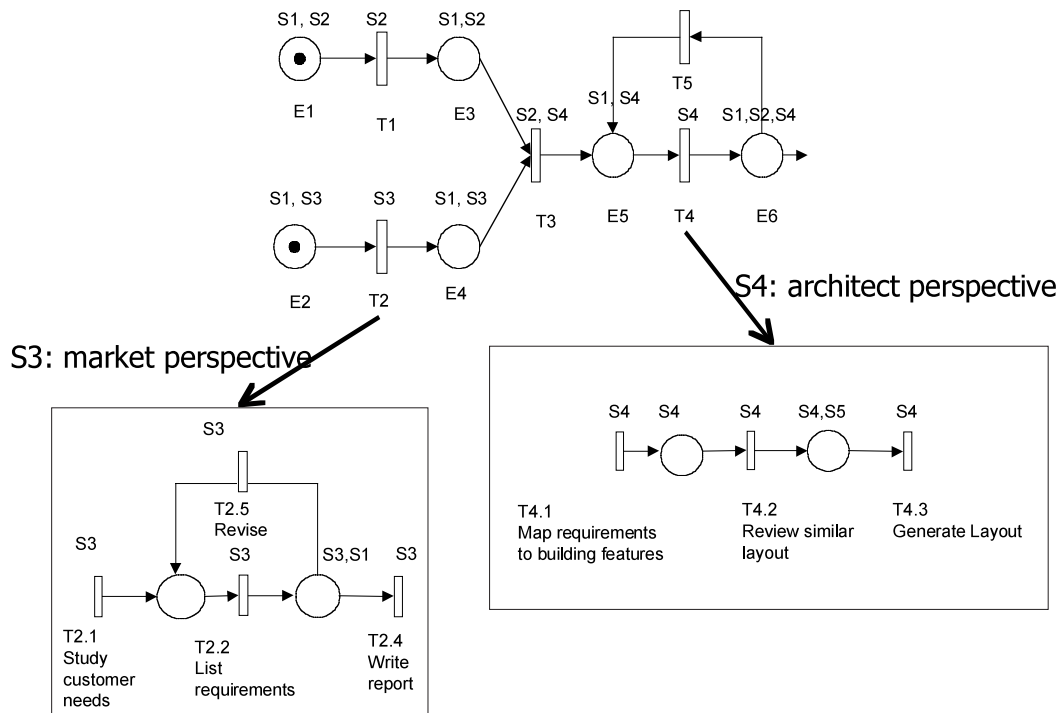 S1, S2
S2
S1,S2
E1
T1
E3
T5
S2, S4
S1, S4
S4
S1,S2,S4
T3
E5
T4
E6
S1, S3
S3
S1, S3
E2
T2
E4
S4: architect perspective
S3: market perspective
S3
T2.5
Revise
S3
S3
S3,S1
S3
T2.1
Study
customer
needs
T2.2
List
requirements
T2.4
Write
report
S4
S4
S4
S4,S5
S4
T4.1
Map requirements
to building features
T4.2
Review similar
layout
T4.3
Generate Layout